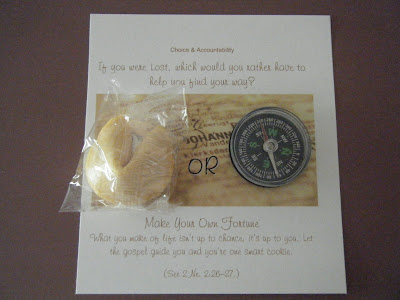 Choice & Accountability
If you were Lost, which would you rather have to
help you find your way?
JOHANN
OR
Make Your Own Fortune
What you make of life isn't up to chance, it's up to you. Let
the gospel guide you and you're one smart cookie.
(See 2 Ne. 2:26-27.)